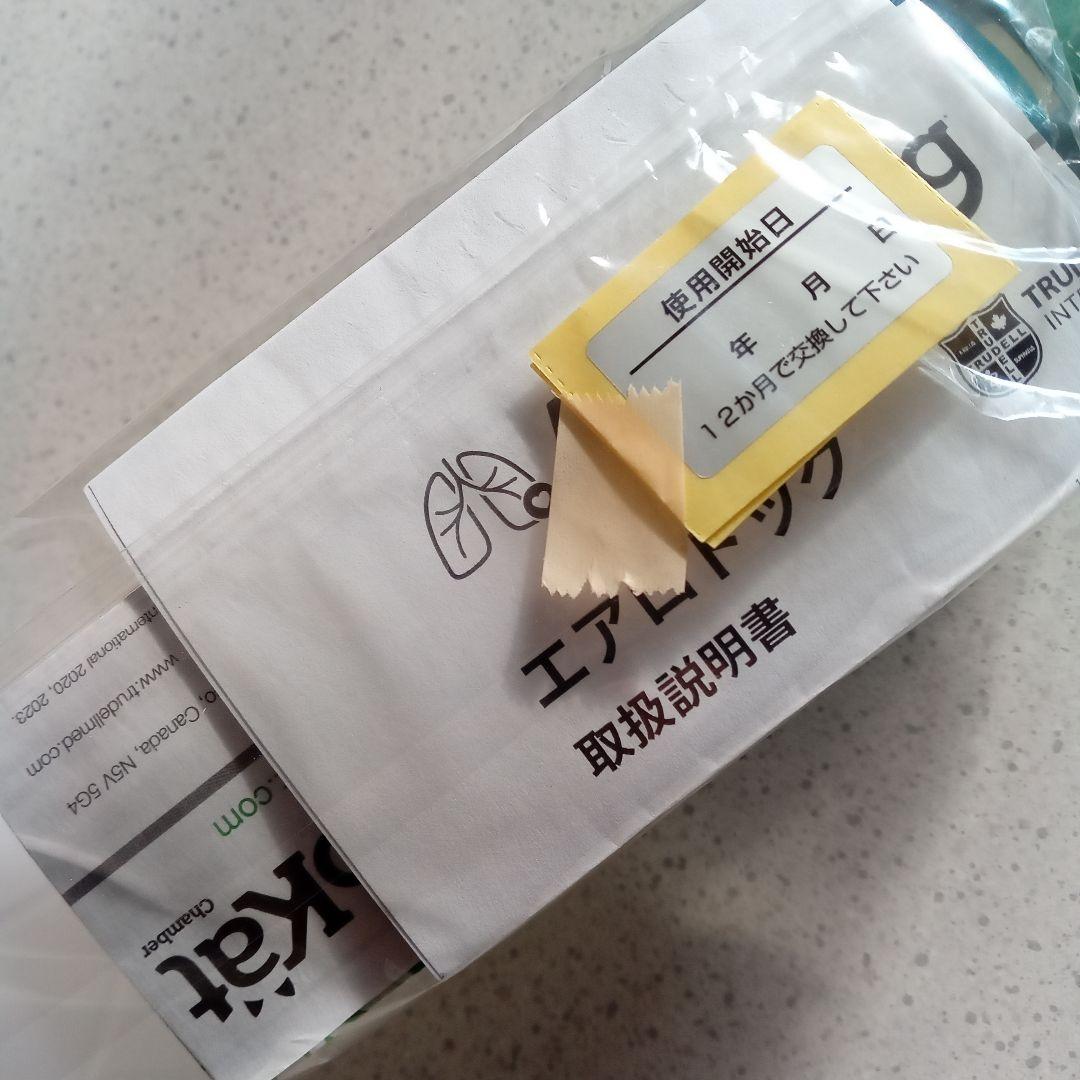 使用開始日
年 月 日
12か月で交換して下さい
g
TRUDELL
エアロドッグ
取扱説明書
nternational 2020, 2023.
www.trudellmed.com
o, Canada, N5V 5G4
.com
oKat
Chamber